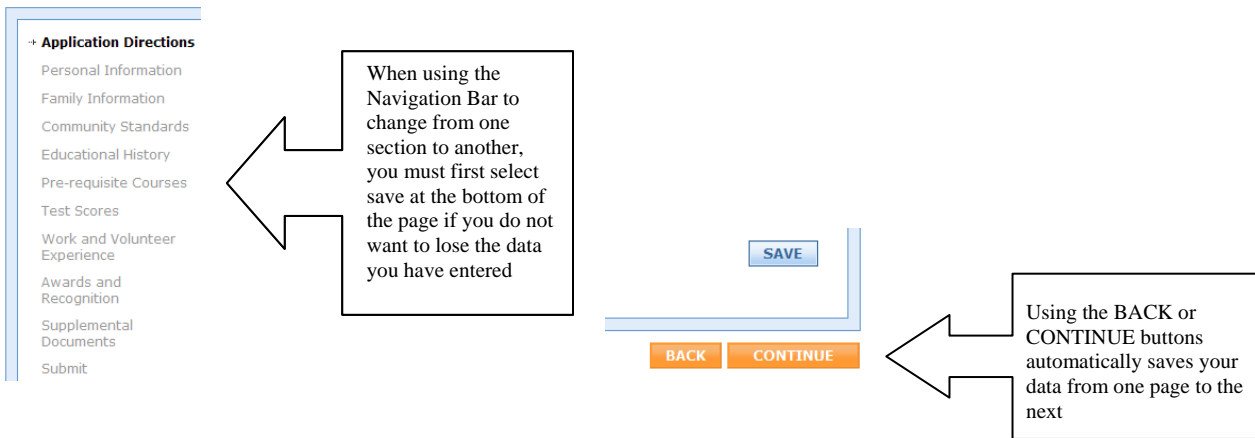 Application Directions
Personal Information
Family Information
Community Standards
Educational History
Pre-requisite Courses
Test Scores
Work and Volunteer
Experience
Awards and
Recognition
Supplemental
Documents
Submit
When using the
Navigation Bar to
change from one
section to another,
you must first select
save at the bottom of
the page if you do not
want to lose the data
you have entered
SAVE
BACK CONTINUE
Using the BACK or
CONTINUE buttons
automatically saves your
data from one page to the
next